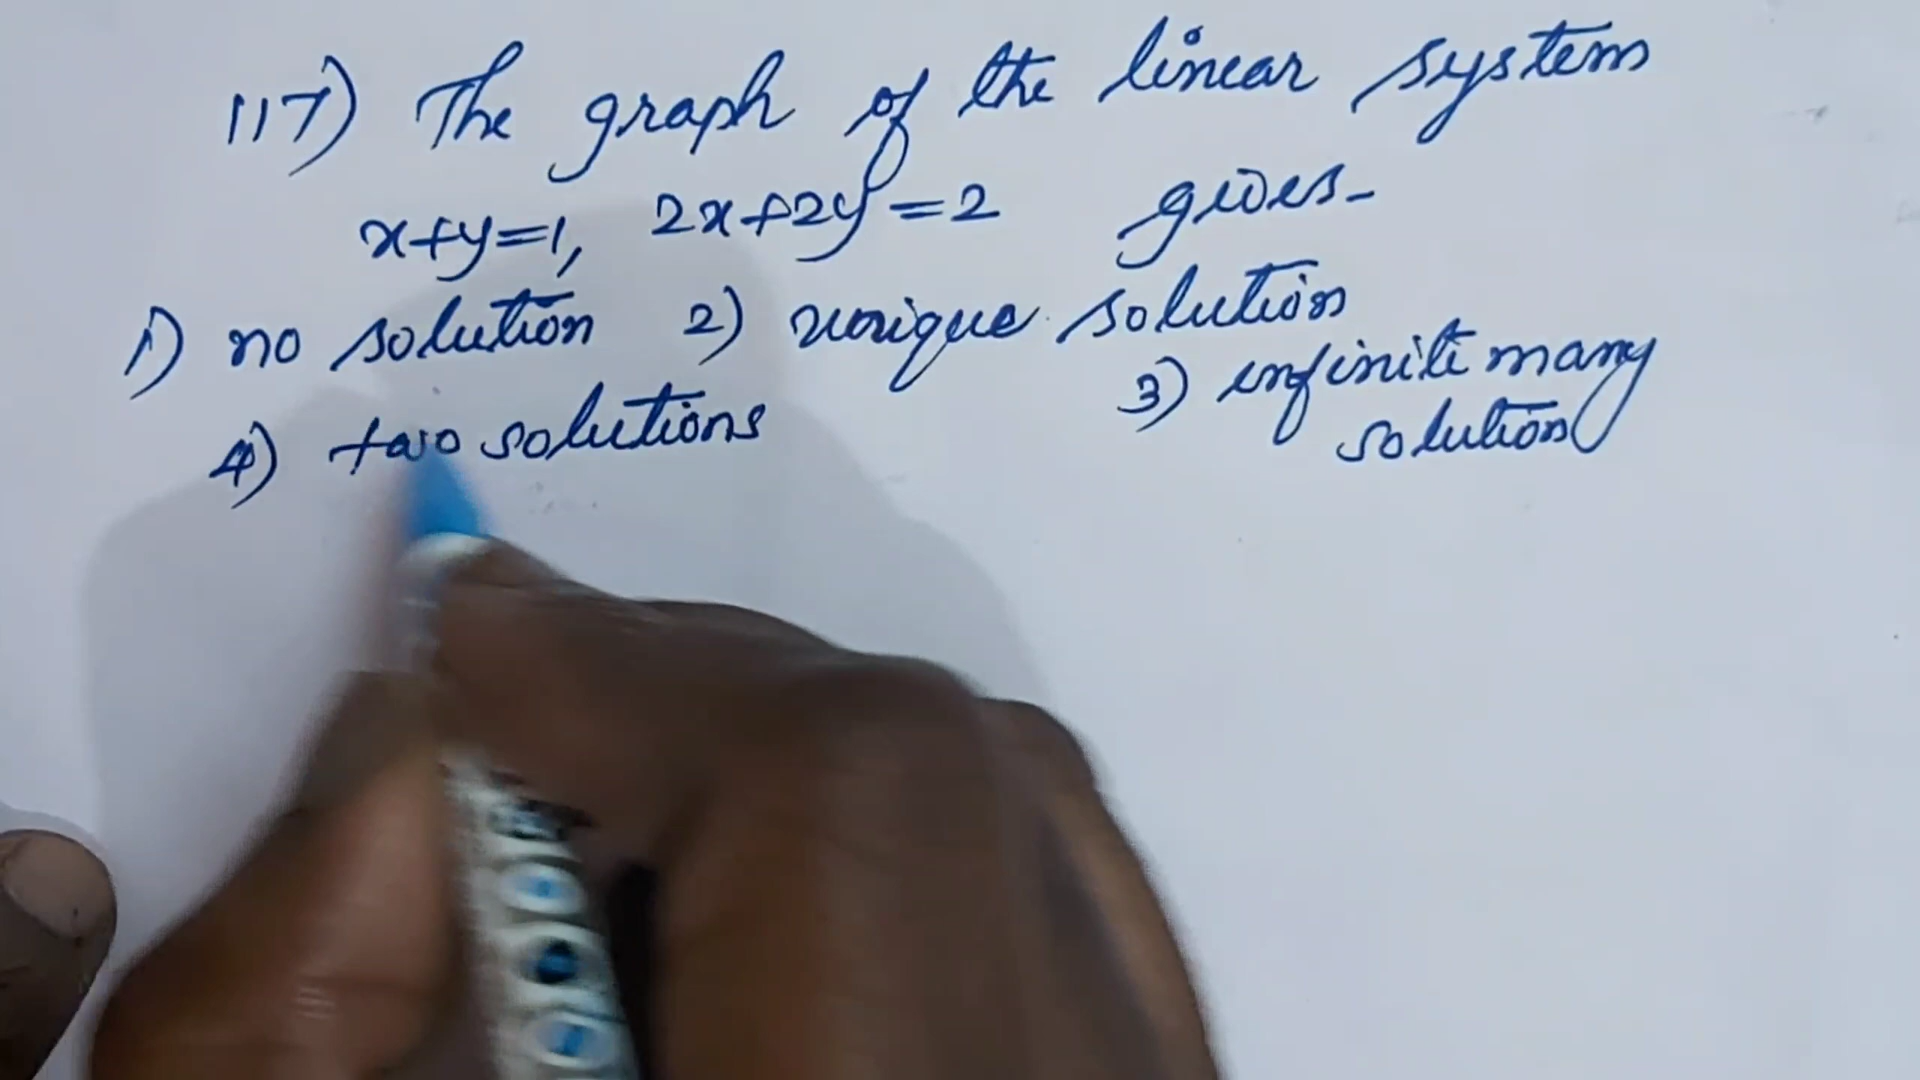 117) The graph of the linear system
x+y=1, 2x+2y=2 gives-
1) no solution 2) unique solution
3) infinite many
solution
4) two solutions